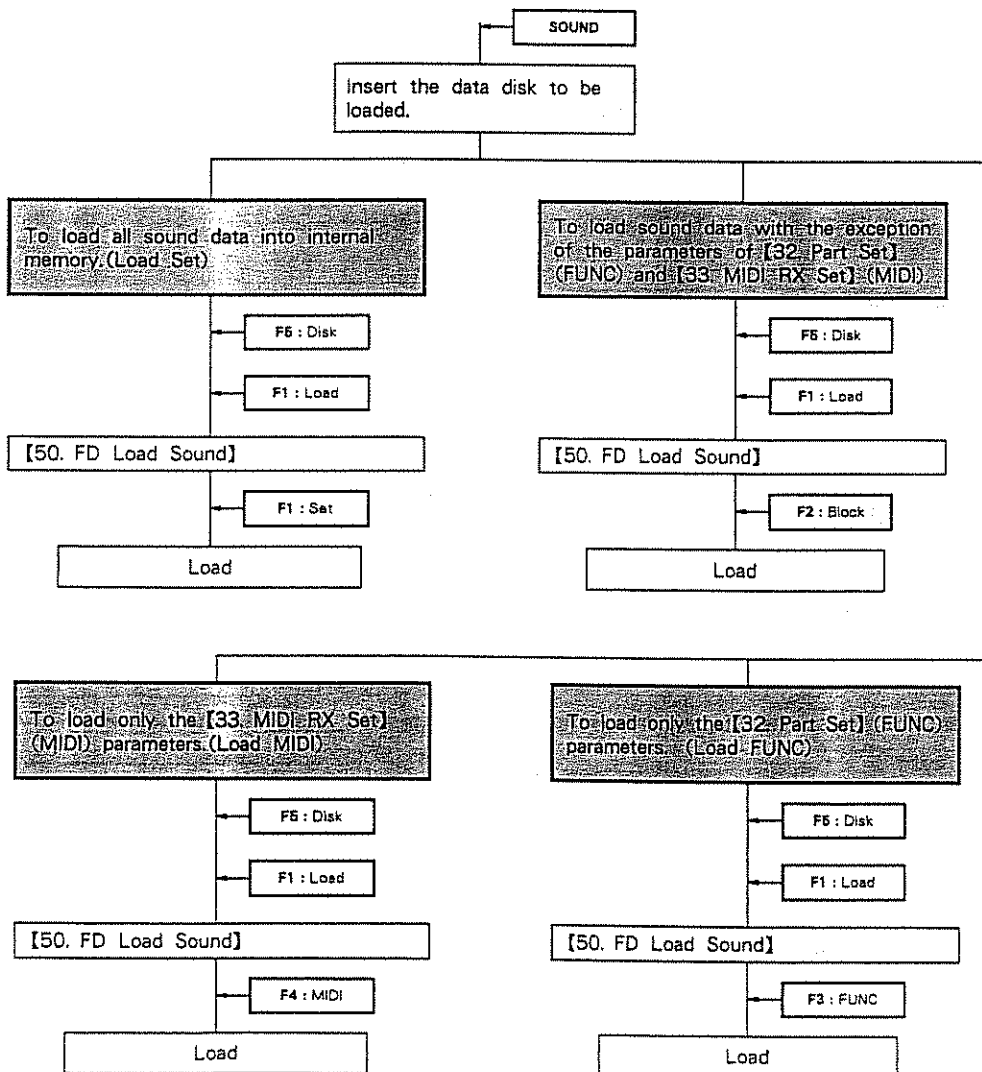 SOUND
Insert the data disk to be
loaded.
To load all sound data into internal
memory.(Load Set)
F5 : Disk
F1 : Load
【50. FD Load Sound】
F1 : Set
Load
To load sound data with the exception
of the parameters of 【32. Part Set】
(FUNC) and 【33. MIDI RX Set】 (MIDI).
F5 : Disk
F1 : Load
【50. FD Load Sound】
F2 : Block
Load
To load only the 【33. MIDI RX Set】
(MIDI) parameters.(Load MIDI)
F5 : Disk
F1 : Load
【50. FD Load Sound】
F4 : MIDI
Load
To load only the 【32. Part Set】 (FUNC)
parameters. (Load FUNC)
F5 : Disk
F1 : Load
【50. FD Load Sound】
F3 : FUNC
Load